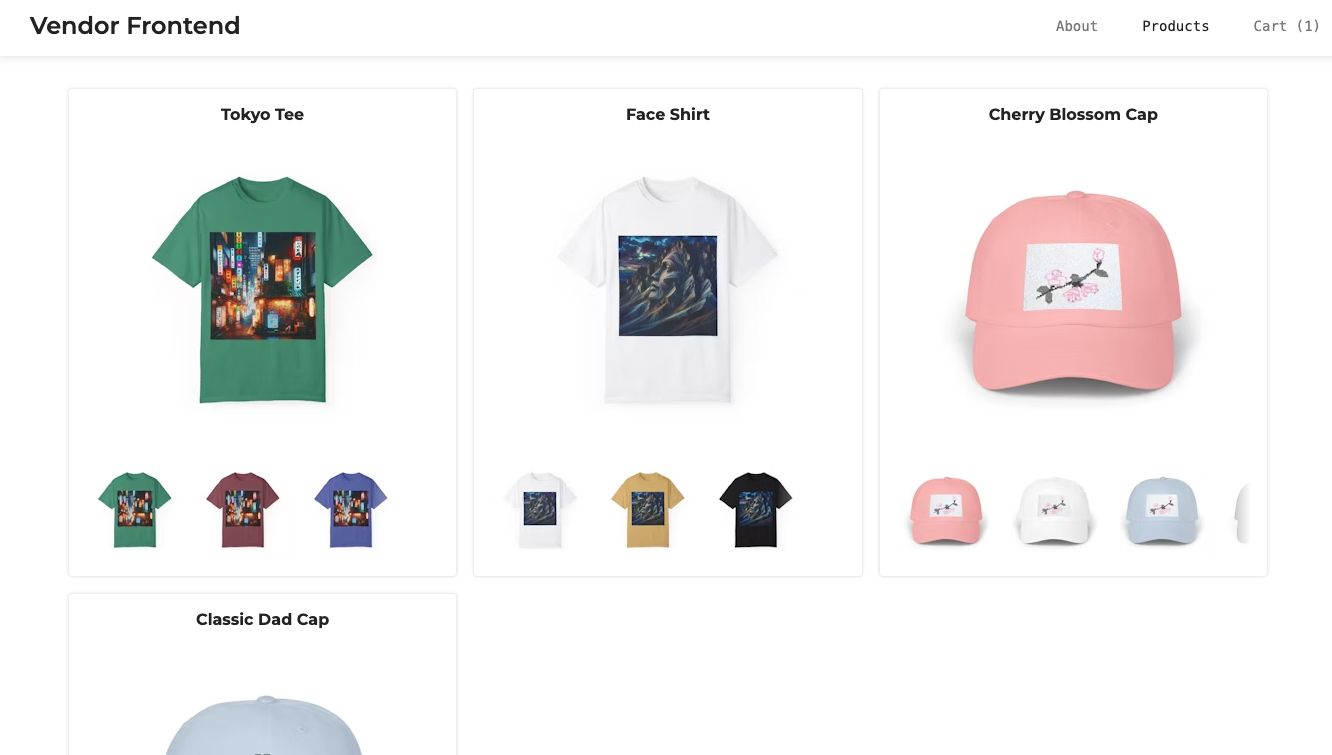 Vendor Frontend
About Products Cart (1)
Tokyo Tee
Face Shirt
Cherry Blossom Cap
Classic Dad Cap